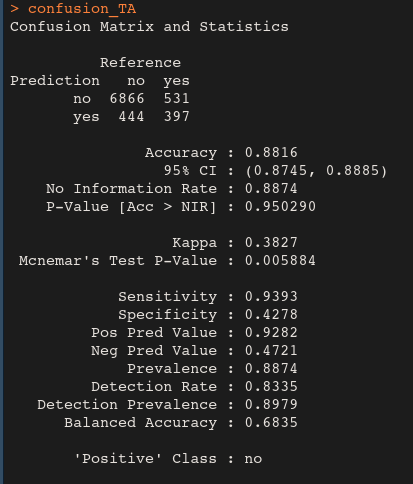 > confusion_TA
Confusion Matrix and Statistics
Reference
Prediction no yes
no 6866 531
yes 444 397
Accuracy : 0.8816
95% CI : (0.8745, 0.8885)
No Information Rate : 0.8874
P-Value [Acc > NIR] : 0.950290
Kappa : 0.3827
Mcnemar's Test P-Value : 0.005884
Sensitivity : 0.9393
Specificity : 0.4278
Pos Pred Value : 0.9282
Neg Pred Value : 0.4721
Prevalence : 0.8874
Detection Rate : 0.8335
Detection Prevalence : 0.8979
Balanced Accuracy : 0.6835
'Positive' Class : no